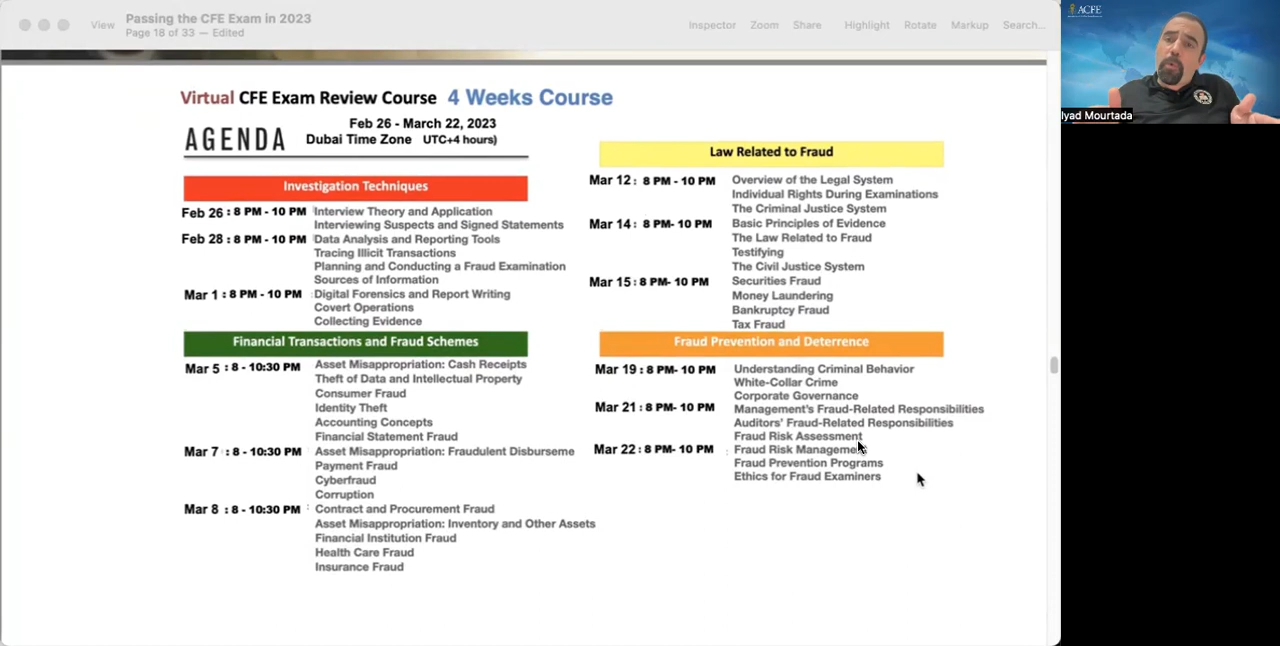 Passing the CFE Exam in 2023
View
Page 18 of 33 — Edited
Inspector Zoom Share Highlight Rotate Markup Search...
ACFE
Iyad Mourtada
Virtual CFE Exam Review Course 4 Weeks Course
AGENDA
Feb 26 - March 22, 2023
Dubai Time Zone UTC+4 hours)
Investigation Techniques
Feb 26 : 8 PM - 10 PM Interview Theory and Application
Interviewing Suspects and Signed Statements
Feb 28 : 8 PM - 10 PM Data Analysis and Reporting Tools
Tracing Illicit Transactions
Planning and Conducting a Fraud Examination
Sources of Information
Mar 1 : 8 PM - 10 PM Digital Forensics and Report Writing
Covert Operations
Collecting Evidence
Financial Transactions and Fraud Schemes
Mar 5 : 8 - 10:30 PM Asset Misappropriation: Cash Receipts
Theft of Data and Intellectual Property
Consumer Fraud
Identity Theft
Accounting Concepts
Financial Statement Fraud
Mar 7 : 8 - 10:30 PM Asset Misappropriation: Fraudulent Disburseme
Payment Fraud
Cyberfraud
Corruption
Mar 8 : 8 - 10:30 PM Contract and Procurement Fraud
Asset Misappropriation: Inventory and Other Assets
Financial Institution Fraud
Health Care Fraud
Insurance Fraud
Law Related to Fraud
Mar 12 : 8 PM - 10 PM Overview of the Legal System
Individual Rights During Examinations
The Criminal Justice System
Mar 14 : 8 PM- 10 PM Basic Principles of Evidence
The Law Related to Fraud
Testifying
The Civil Justice System
Mar 15 : 8 PM- 10 PM Securities Fraud
Money Laundering
Bankruptcy Fraud
Tax Fraud
Fraud Prevention and Deterrence
Mar 19 : 8 PM- 10 PM Understanding Criminal Behavior
White-Collar Crime
Corporate Governance
Mar 21 : 8 PM- 10 PM Management's Fraud-Related Responsibilities
Auditors' Fraud-Related Responsibilities
Fraud Risk Assessment
Mar 22 : 8 PM- 10 PM Fraud Risk Management
Fraud Prevention Programs
Ethics for Fraud Examiners